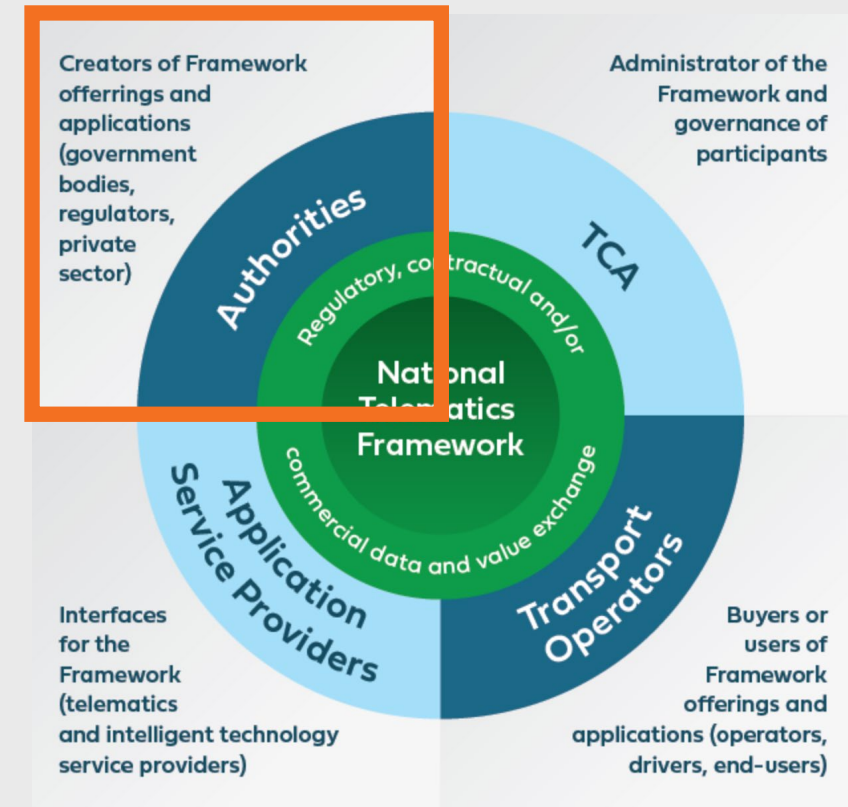 Creators of Framework
offerrings and
applications
(government
bodies,
regulators,
private
sector)
Administrator of the
Framework and
governance of
participants
Authorities
TCA
Regulatory, contractual and/or
National
Telematics
Framework
commercial data and value exchange
Application
Service Providers
Transport
Operators
Interfaces
for the
Framework
(telematics
and intelligent technology
service providers)
Buyers or
users of
Framework
offerings and
applications (operators,
drivers, end-users)